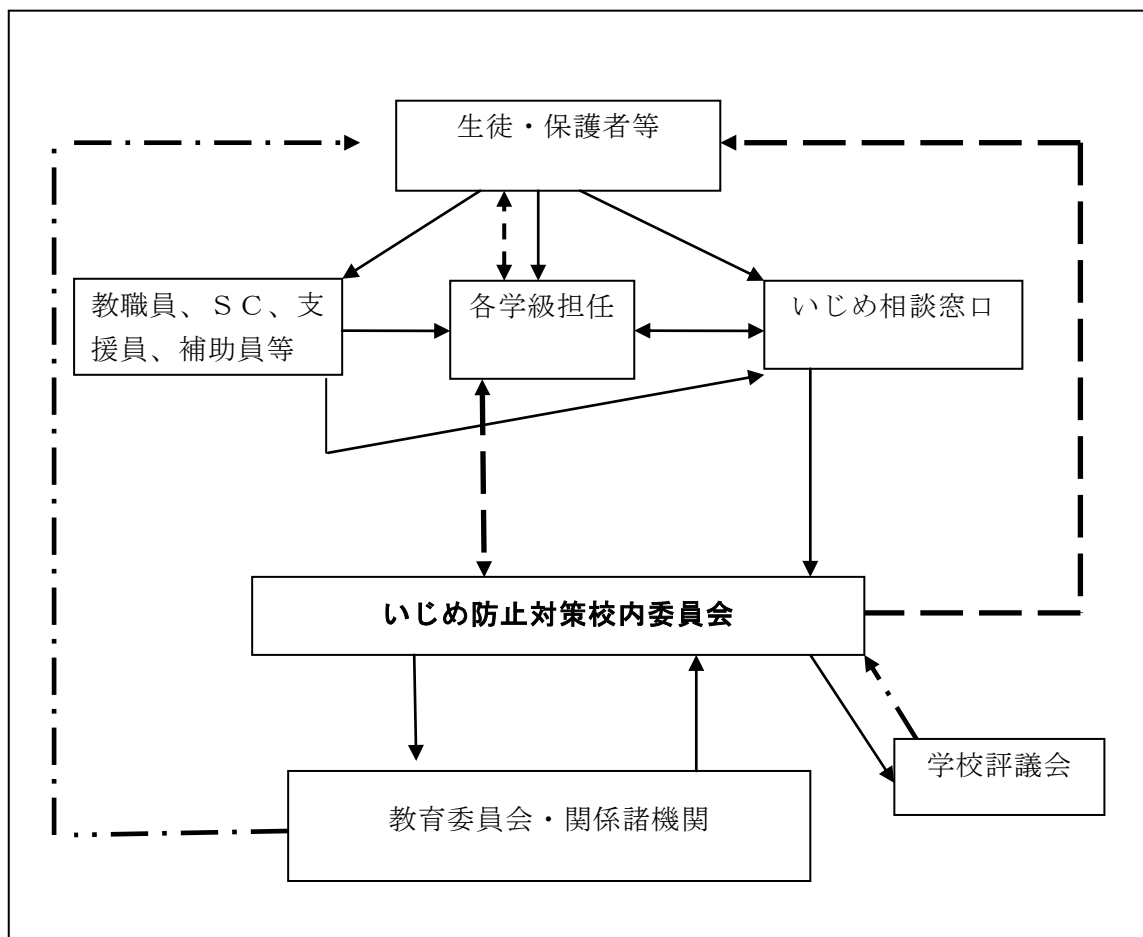 生徒・保護者等
教職員、ＳＣ、支
援員、補助員等
各学級担任
いじめ相談窓口
いじめ防止対策校内委員会
学校評議会
教育委員会・関係諸機関